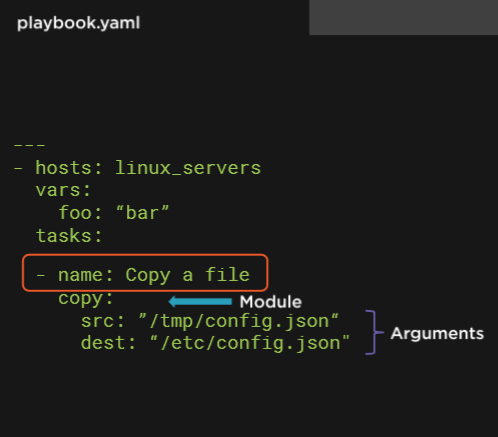 playbook.yaml
---
- hosts: linux_servers
  vars:
    foo: “bar”
  tasks:
  - name: Copy a file
    copy:
Module
      src: ”/tmp/config.json“
      dest: “/etc/config.json"
Arguments